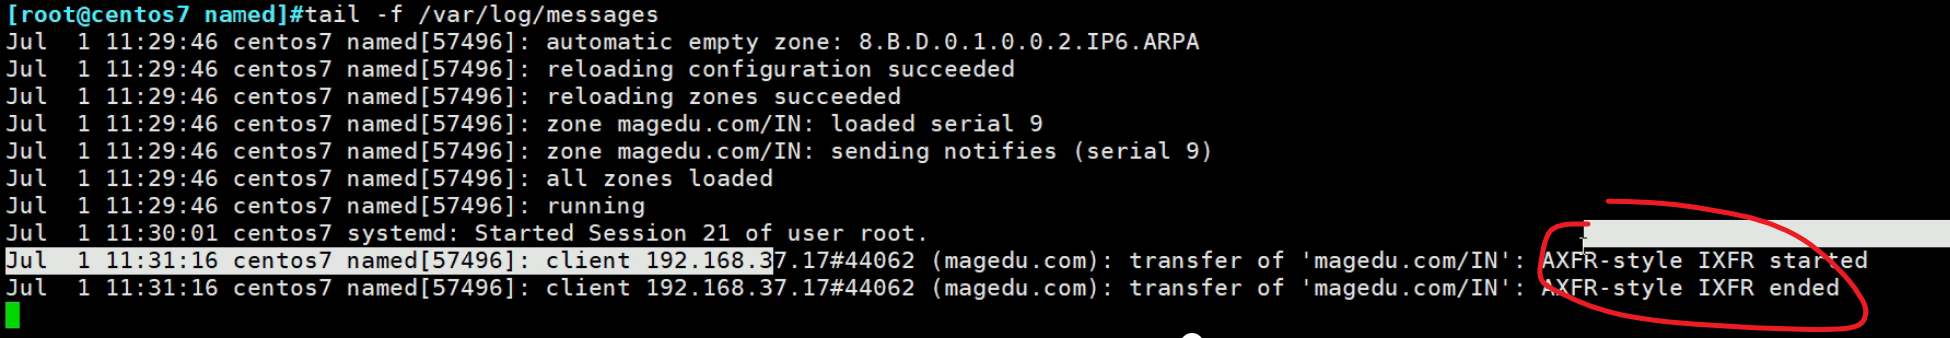 [root@centos7 named]#tail -f /var/log/messages
Jul  1 11:29:46 centos7 named[57496]: automatic empty zone: 8.B.D.0.1.0.0.2.IP6.ARPA
Jul  1 11:29:46 centos7 named[57496]: reloading configuration succeeded
Jul  1 11:29:46 centos7 named[57496]: reloading zones succeeded
Jul  1 11:29:46 centos7 named[57496]: zone magedu.com/IN: loaded serial 9
Jul  1 11:29:46 centos7 named[57496]: zone magedu.com/IN: sending notifies (serial 9)
Jul  1 11:29:46 centos7 named[57496]: all zones loaded
Jul  1 11:29:46 centos7 named[57496]: running
Jul  1 11:30:01 centos7 systemd: Started Session 21 of user root.
Jul  1 11:31:16 centos7 named[57496]: client 192.168.37.17#44062 (magedu.com): transfer of 'magedu.com/IN': AXFR-style IXFR started
Jul  1 11:31:16 centos7 named[57496]: client 192.168.37.17#44062 (magedu.com): transfer of 'magedu.com/IN': AXFR-style IXFR ended